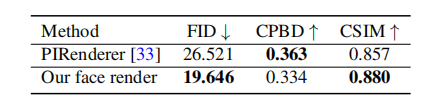 Method FID ↓ CPBD ↑ CSIM ↑
PIRenderer [33] 26.521 0.363 0.857
Our face render 19.646 0.334 0.880